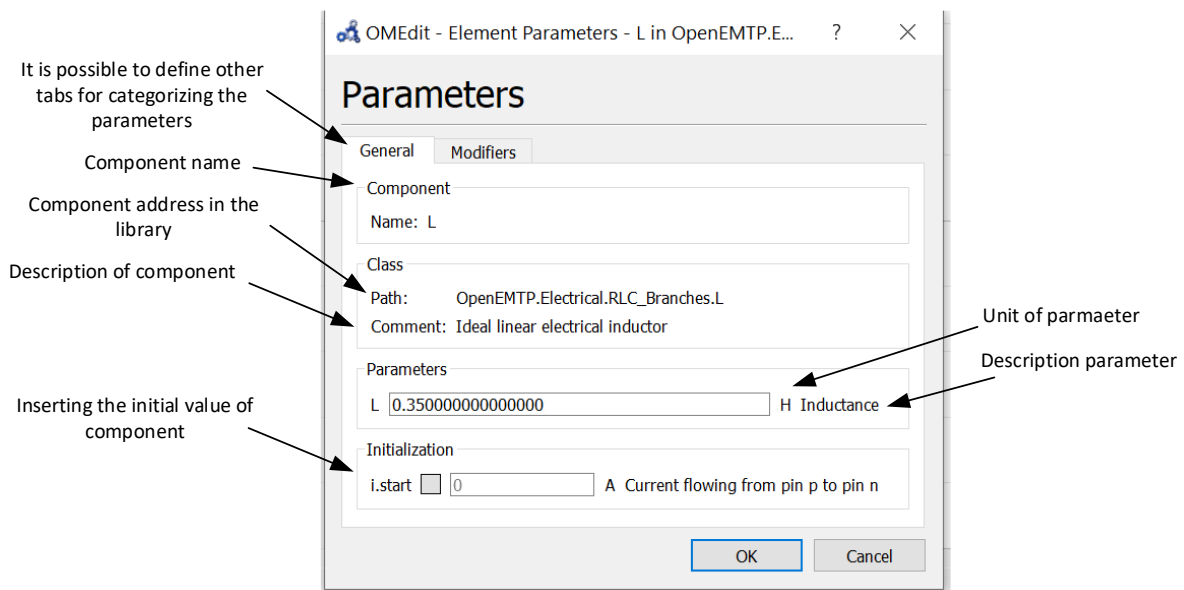 OMEdit - Element Parameters - L in OpenEMTP.E... ?
It is possible to define other
tabs for categorizing the
parameters
Component name
Component address in the
library
Description of component
Inserting the initial value of
component
Parameters
General Modifiers
Component
Name: L
Class
Path: OpenEMTP.Electrical.RLC_Branches.L
Comment: Ideal linear electrical inductor
Parameters
L 0.350000000000000 H Inductance
Initialization
i.start 0 A Current flowing from pin p to pin n
OK Cancel
Unit of parmaeter
Description parameter